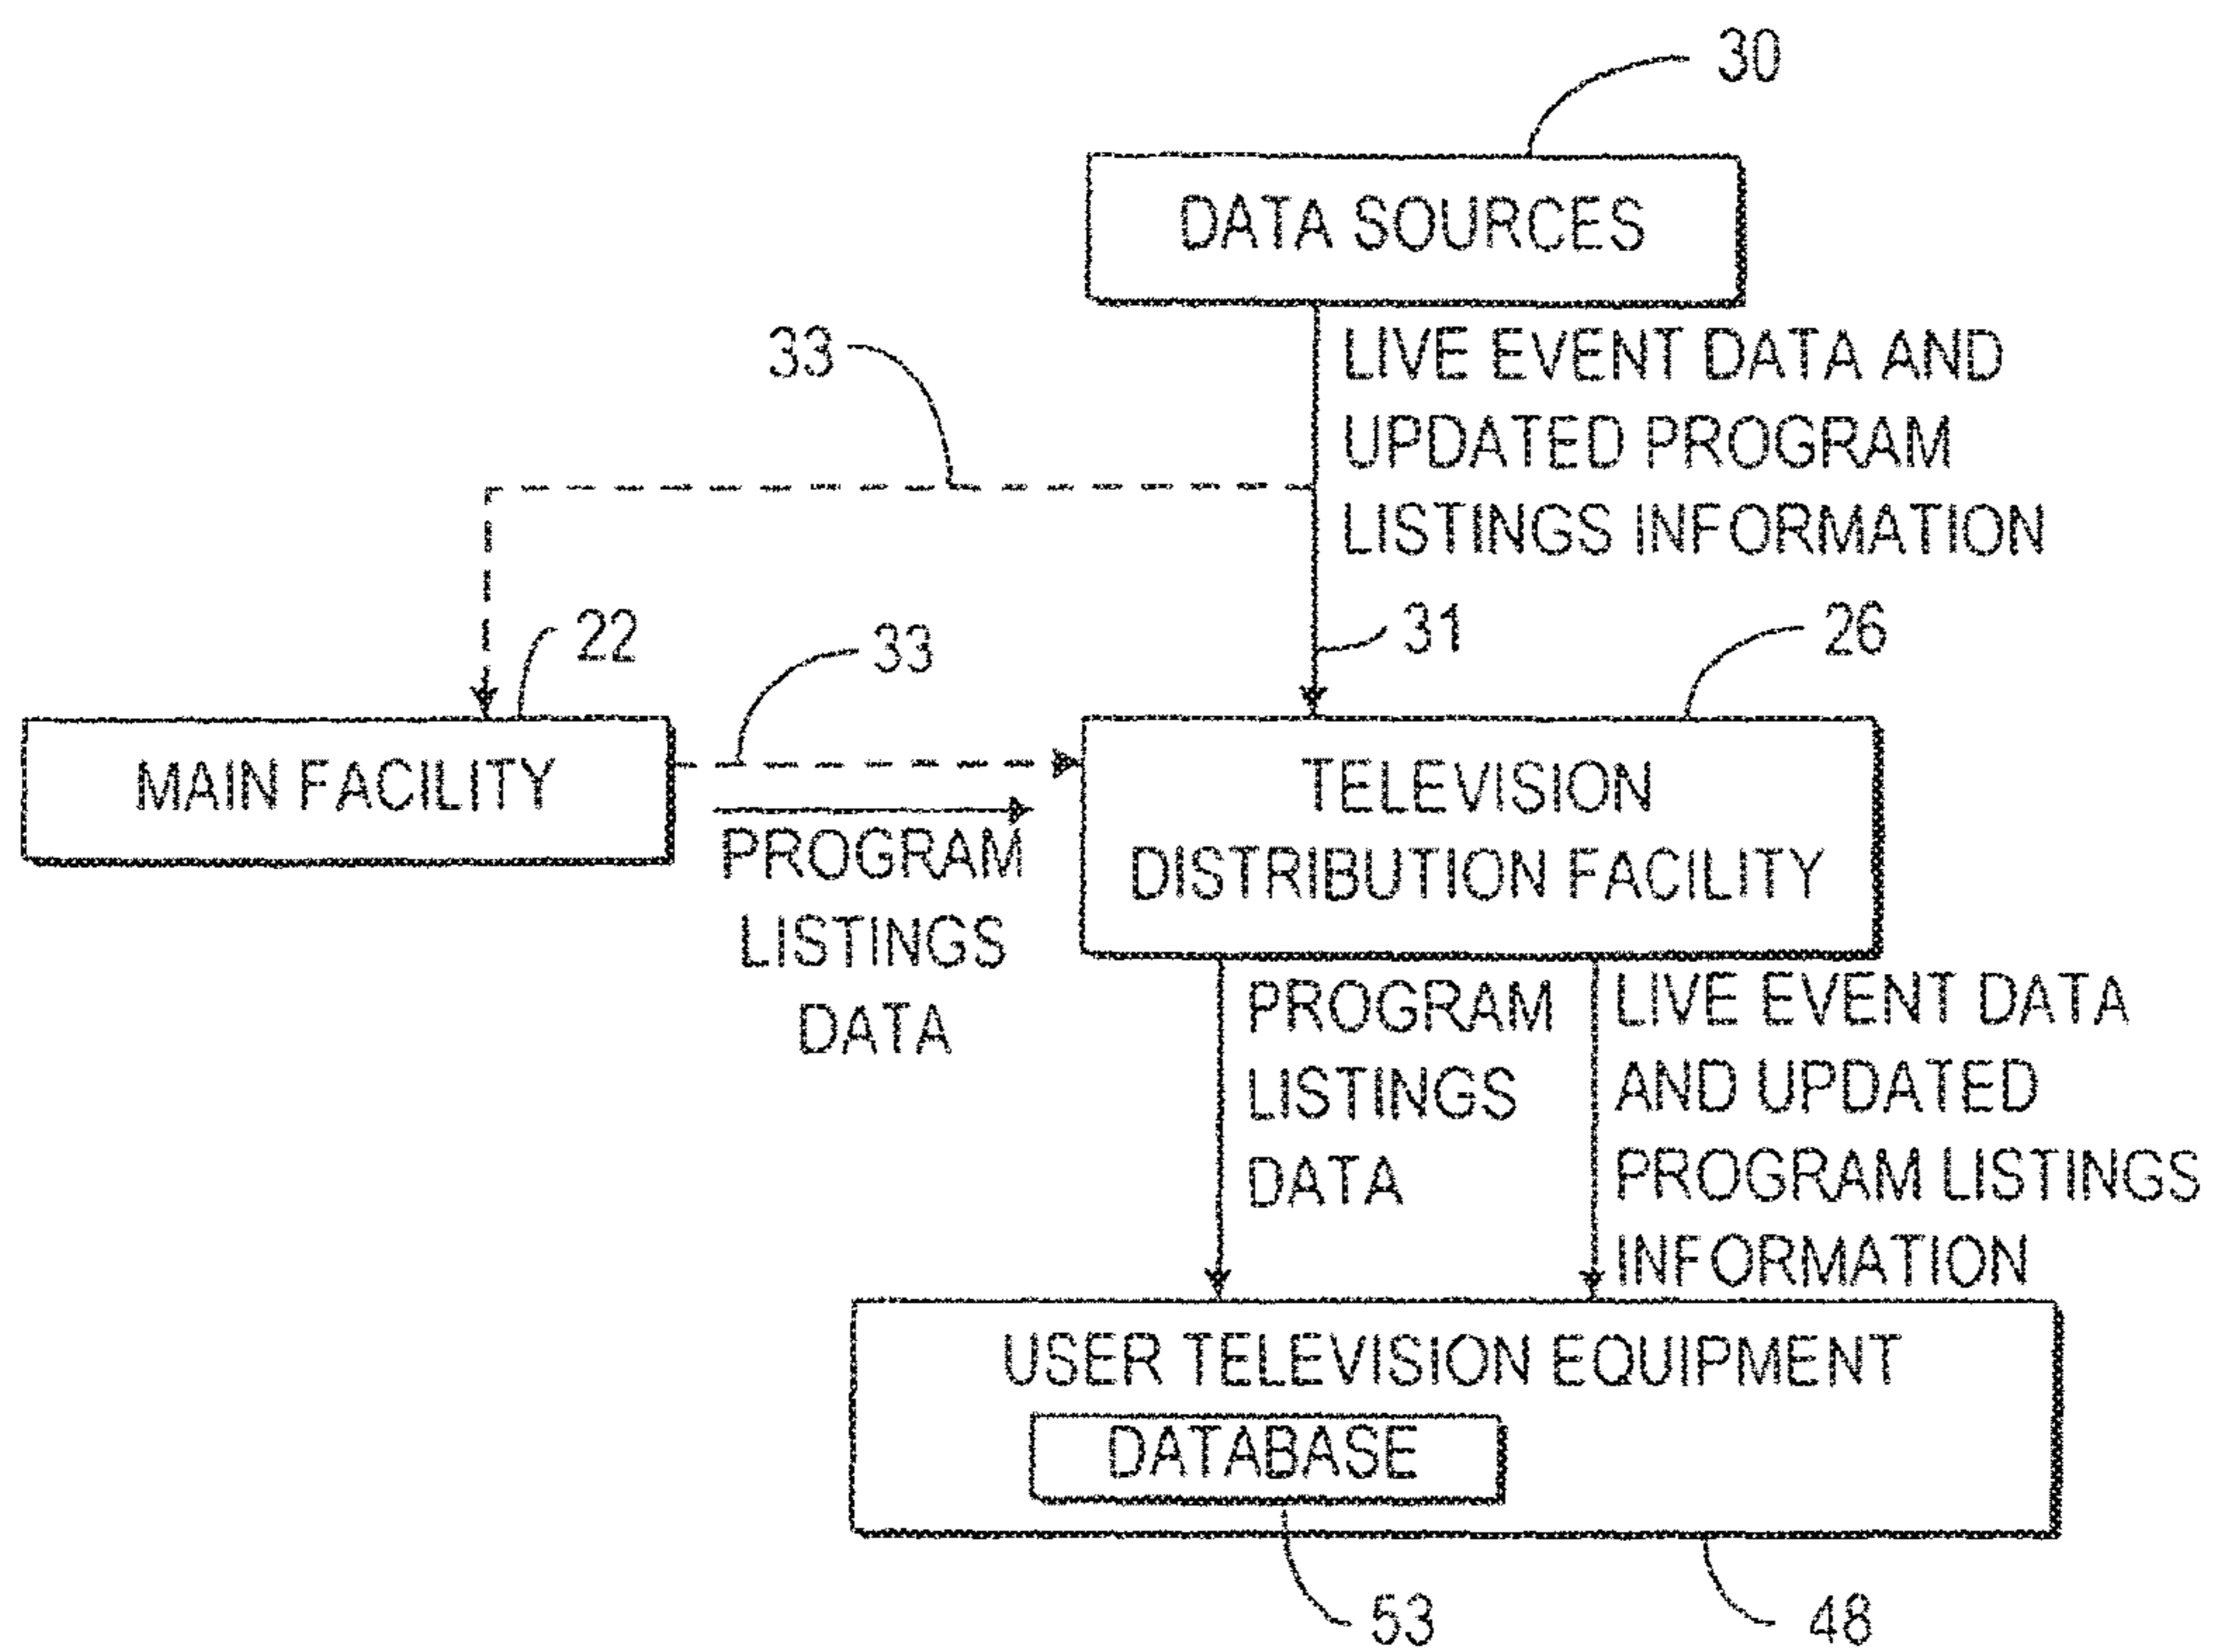 30
DATA SOURCES
33
LIVE EVENT DATA AND
UPDATED PROGRAM
LISTINGS INFORMATION
22
33
31
26
MAIN FACILITY
PROGRAM
LISTINGS
DATA
TELEVISION
DISTRIBUTION FACILITY
PROGRAM
LISTINGS
DATA
LIVE EVENT DATA
AND UPDATED
PROGRAM LISTINGS
INFORMATION
USER TELEVISION EQUIPMENT
DATABASE
53
48